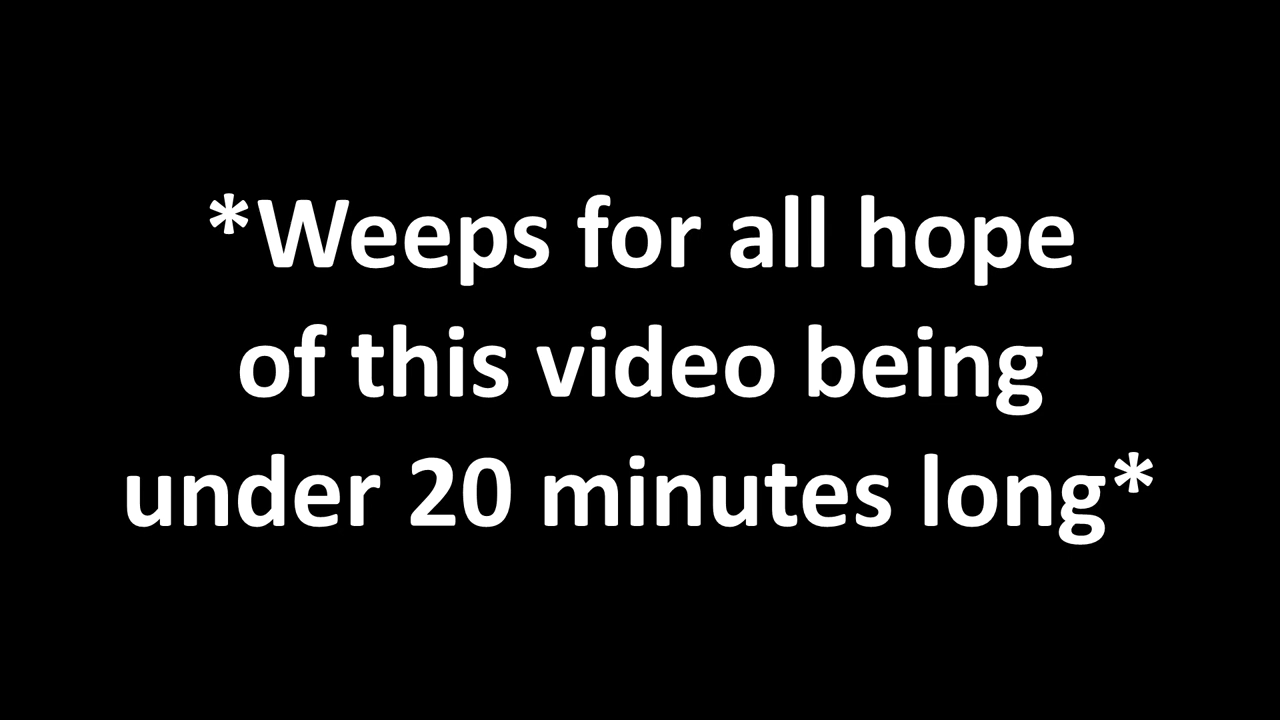 *Weeps for all hope
of this video being
under 20 minutes long*